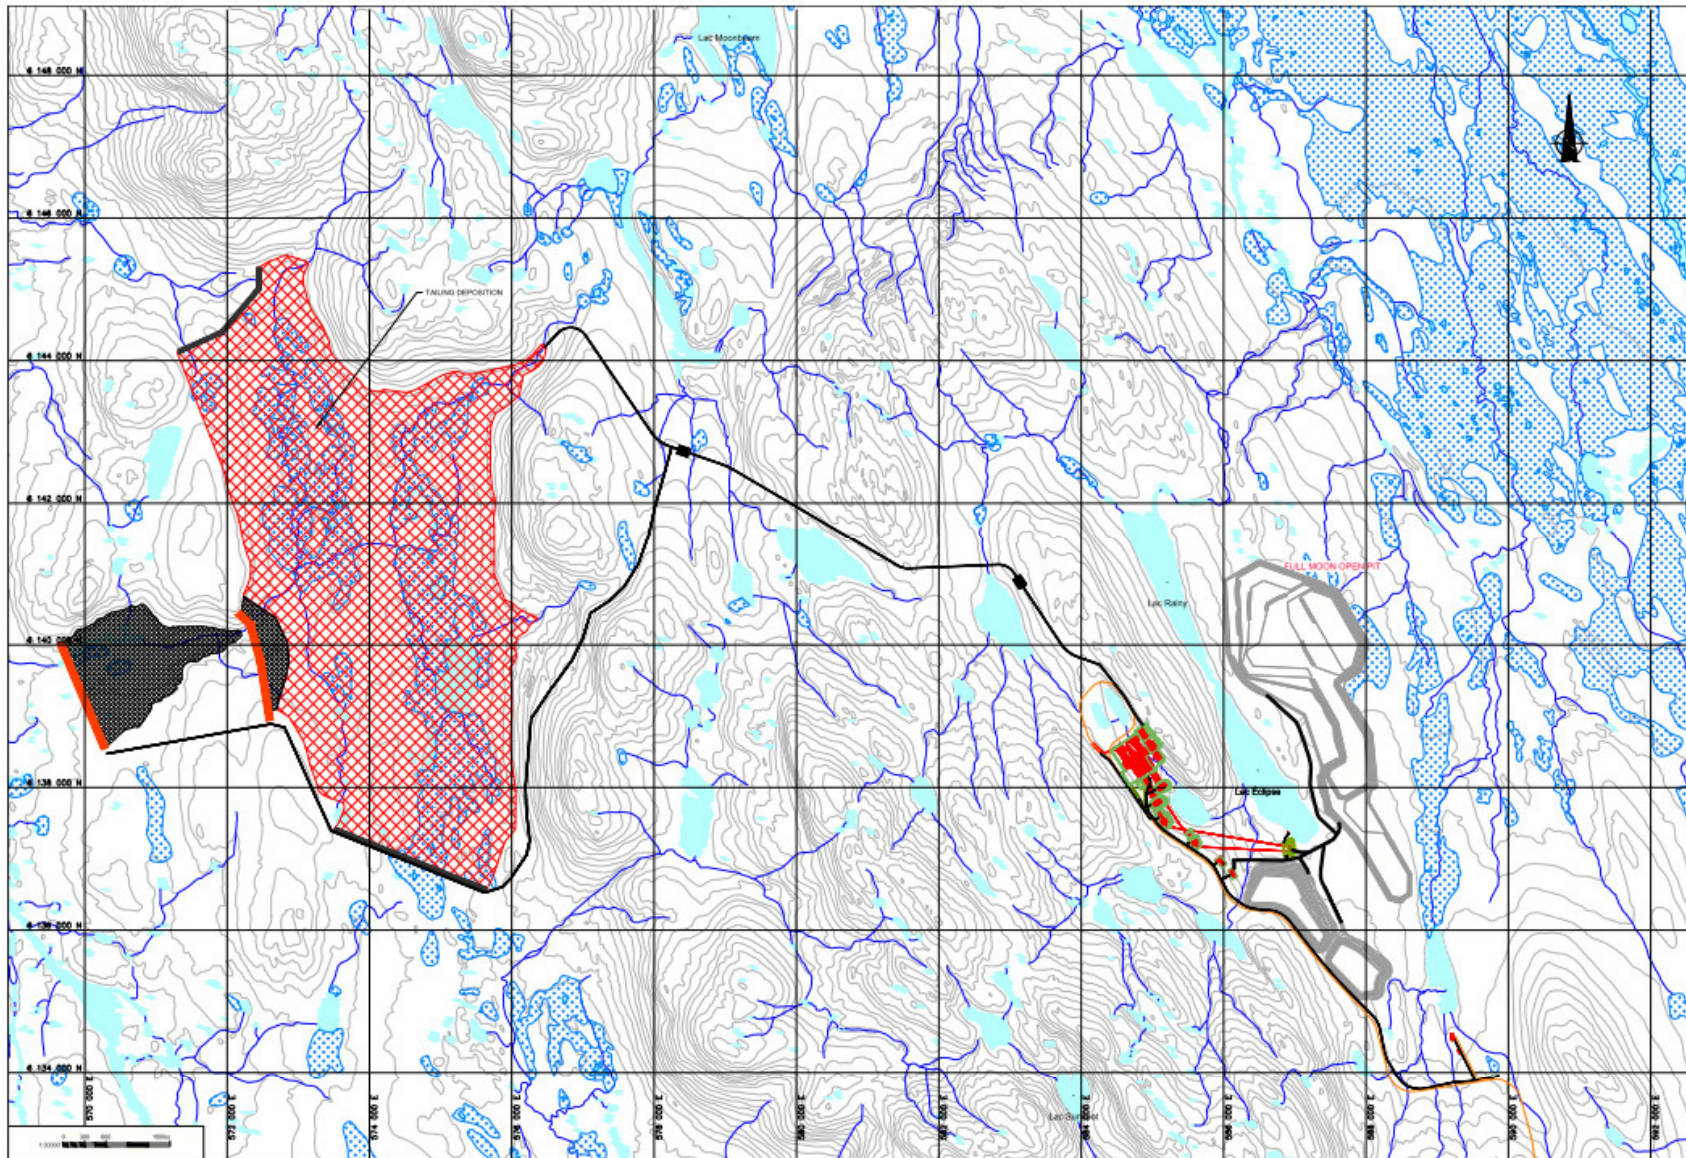 Lac Moonbeam
6 148 000 N
6 146 000 N
TAILING DEPOSITION
6 144 000 N
6 142 000 N
FULL MOON OPEN PIT
Lac Rainy
6 140 000 N
6 138 000 N
Lac Eclipse
6 136 000 N
6 134 000 N
570 000 E
572 000 E
574 000 E
576 000 E
578 000 E
580 000 E
582 000 E
584 000 E
586 000 E
588 000 E
590 000 E
592 000 E